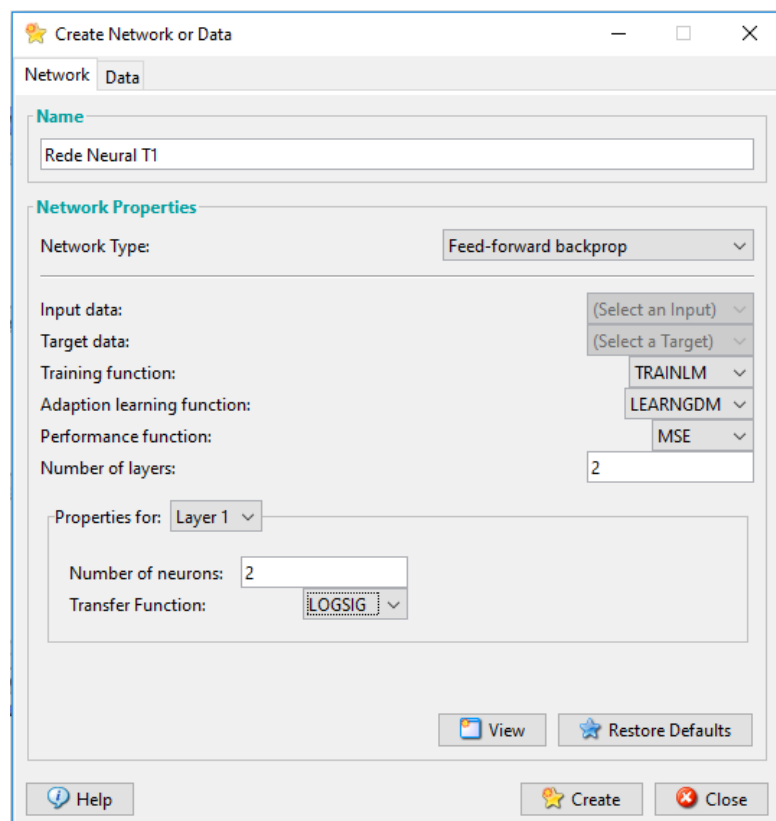 Create Network or Data
Network Data
Name
Rede Neural T1
Network Properties
Network Type: Feed-forward backprop
Input data: (Select an Input)
Target data: (Select a Target)
Training function: TRAINLM
Adaption learning function: LEARNGDM
Performance function: MSE
Number of layers: 2
Properties for: Layer 1
Number of neurons: 2
Transfer Function: LOGSIG
View Restore Defaults
Help Create Close